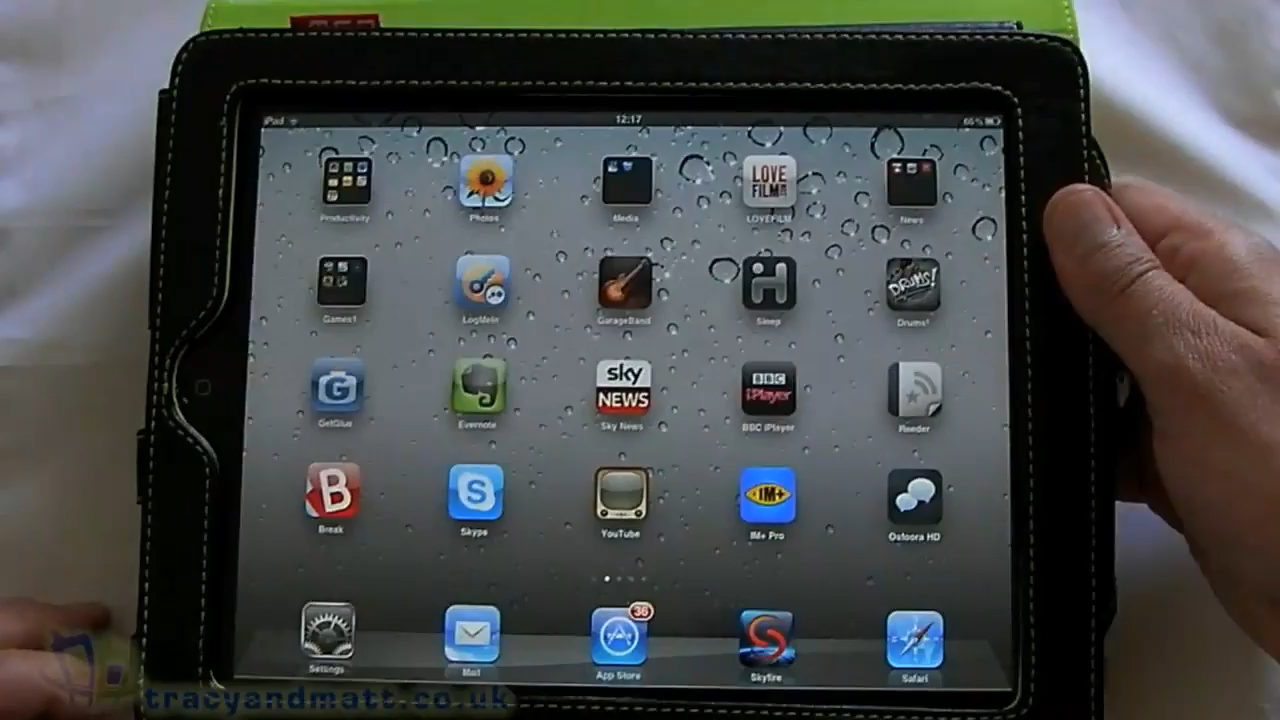 iPad 12:17 66%
Productivity Photos Media LOVEFiLM News
LOVE
FiLM
Games1 LogMeIn GarageBand Sleep Drums!
DRUMS!
G
GetGlue Evernote Sky News BBC iPlayer Reeder
sky
NEWS
BBC
iPlayer
B
Break Skype YouTube IM+ Pro Osfoora HD
S
IM+
36
Settings Mail App Store Skyfire Safari
tracyandmatt.co.uk